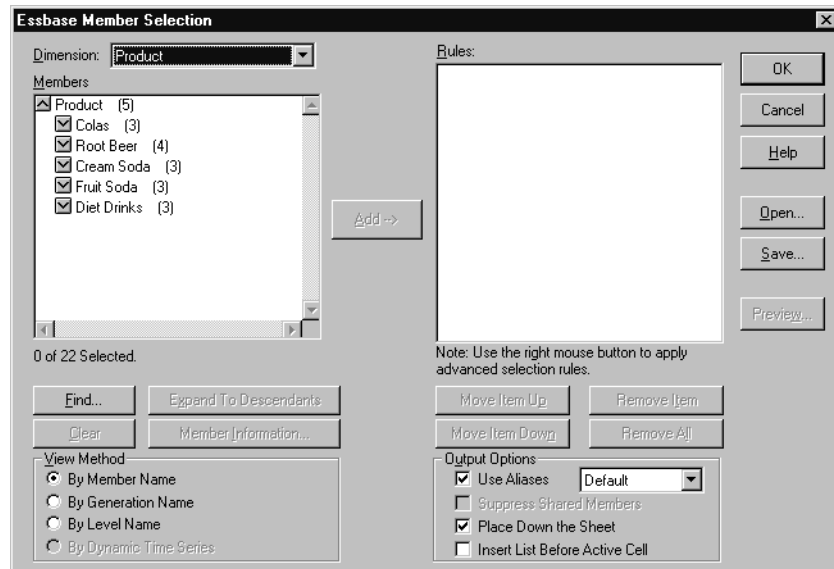 Essbase Member Selection
Dimension: Product
Members
Product (5)
Colas (3)
Root Beer (4)
Cream Soda (3)
Fruit Soda (3)
Diet Drinks (3)
0 of 22 Selected.
Add-->
Rules:
Note: Use the right mouse button to apply
advanced selection rules.
OK
Cancel
Help
Open...
Save...
Preview...
Find... Expand To Descendants
Clear Member Information...
Move Item Up Remove Item
Move Item Down Remove All
View Method
By Member Name
By Generation Name
By Level Name
By Dynamic Time Series
Output Options
Use Aliases Default
Suppress Shared Members
Place Down the Sheet
Insert List Before Active Cell